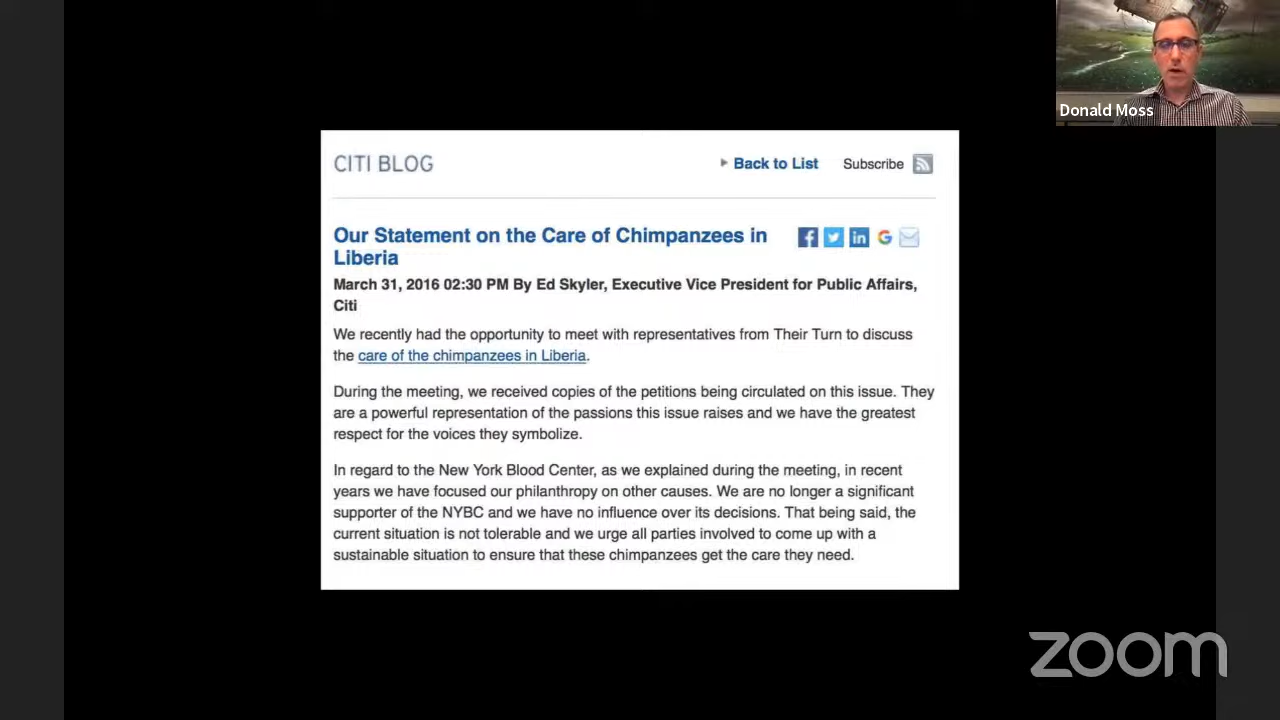 Donald Moss
CITI BLOG
Back to List
Subscribe
Our Statement on the Care of Chimpanzees in
Liberia
March 31, 2016 02:30 PM By Ed Skyler, Executive Vice President for Public Affairs,
Citi
We recently had the opportunity to meet with representatives from Their Turn to discuss
the care of the chimpanzees in Liberia.
During the meeting, we received copies of the petitions being circulated on this issue. They
are a powerful representation of the passions this issue raises and we have the greatest
respect for the voices they symbolize.
In regard to the New York Blood Center, as we explained during the meeting, in recent
years we have focused our philanthropy on other causes. We are no longer a significant
supporter of the NYBC and we have no influence over its decisions. That being said, the
current situation is not tolerable and we urge all parties involved to come up with a
sustainable situation to ensure that these chimpanzees get the care they need.
zoom